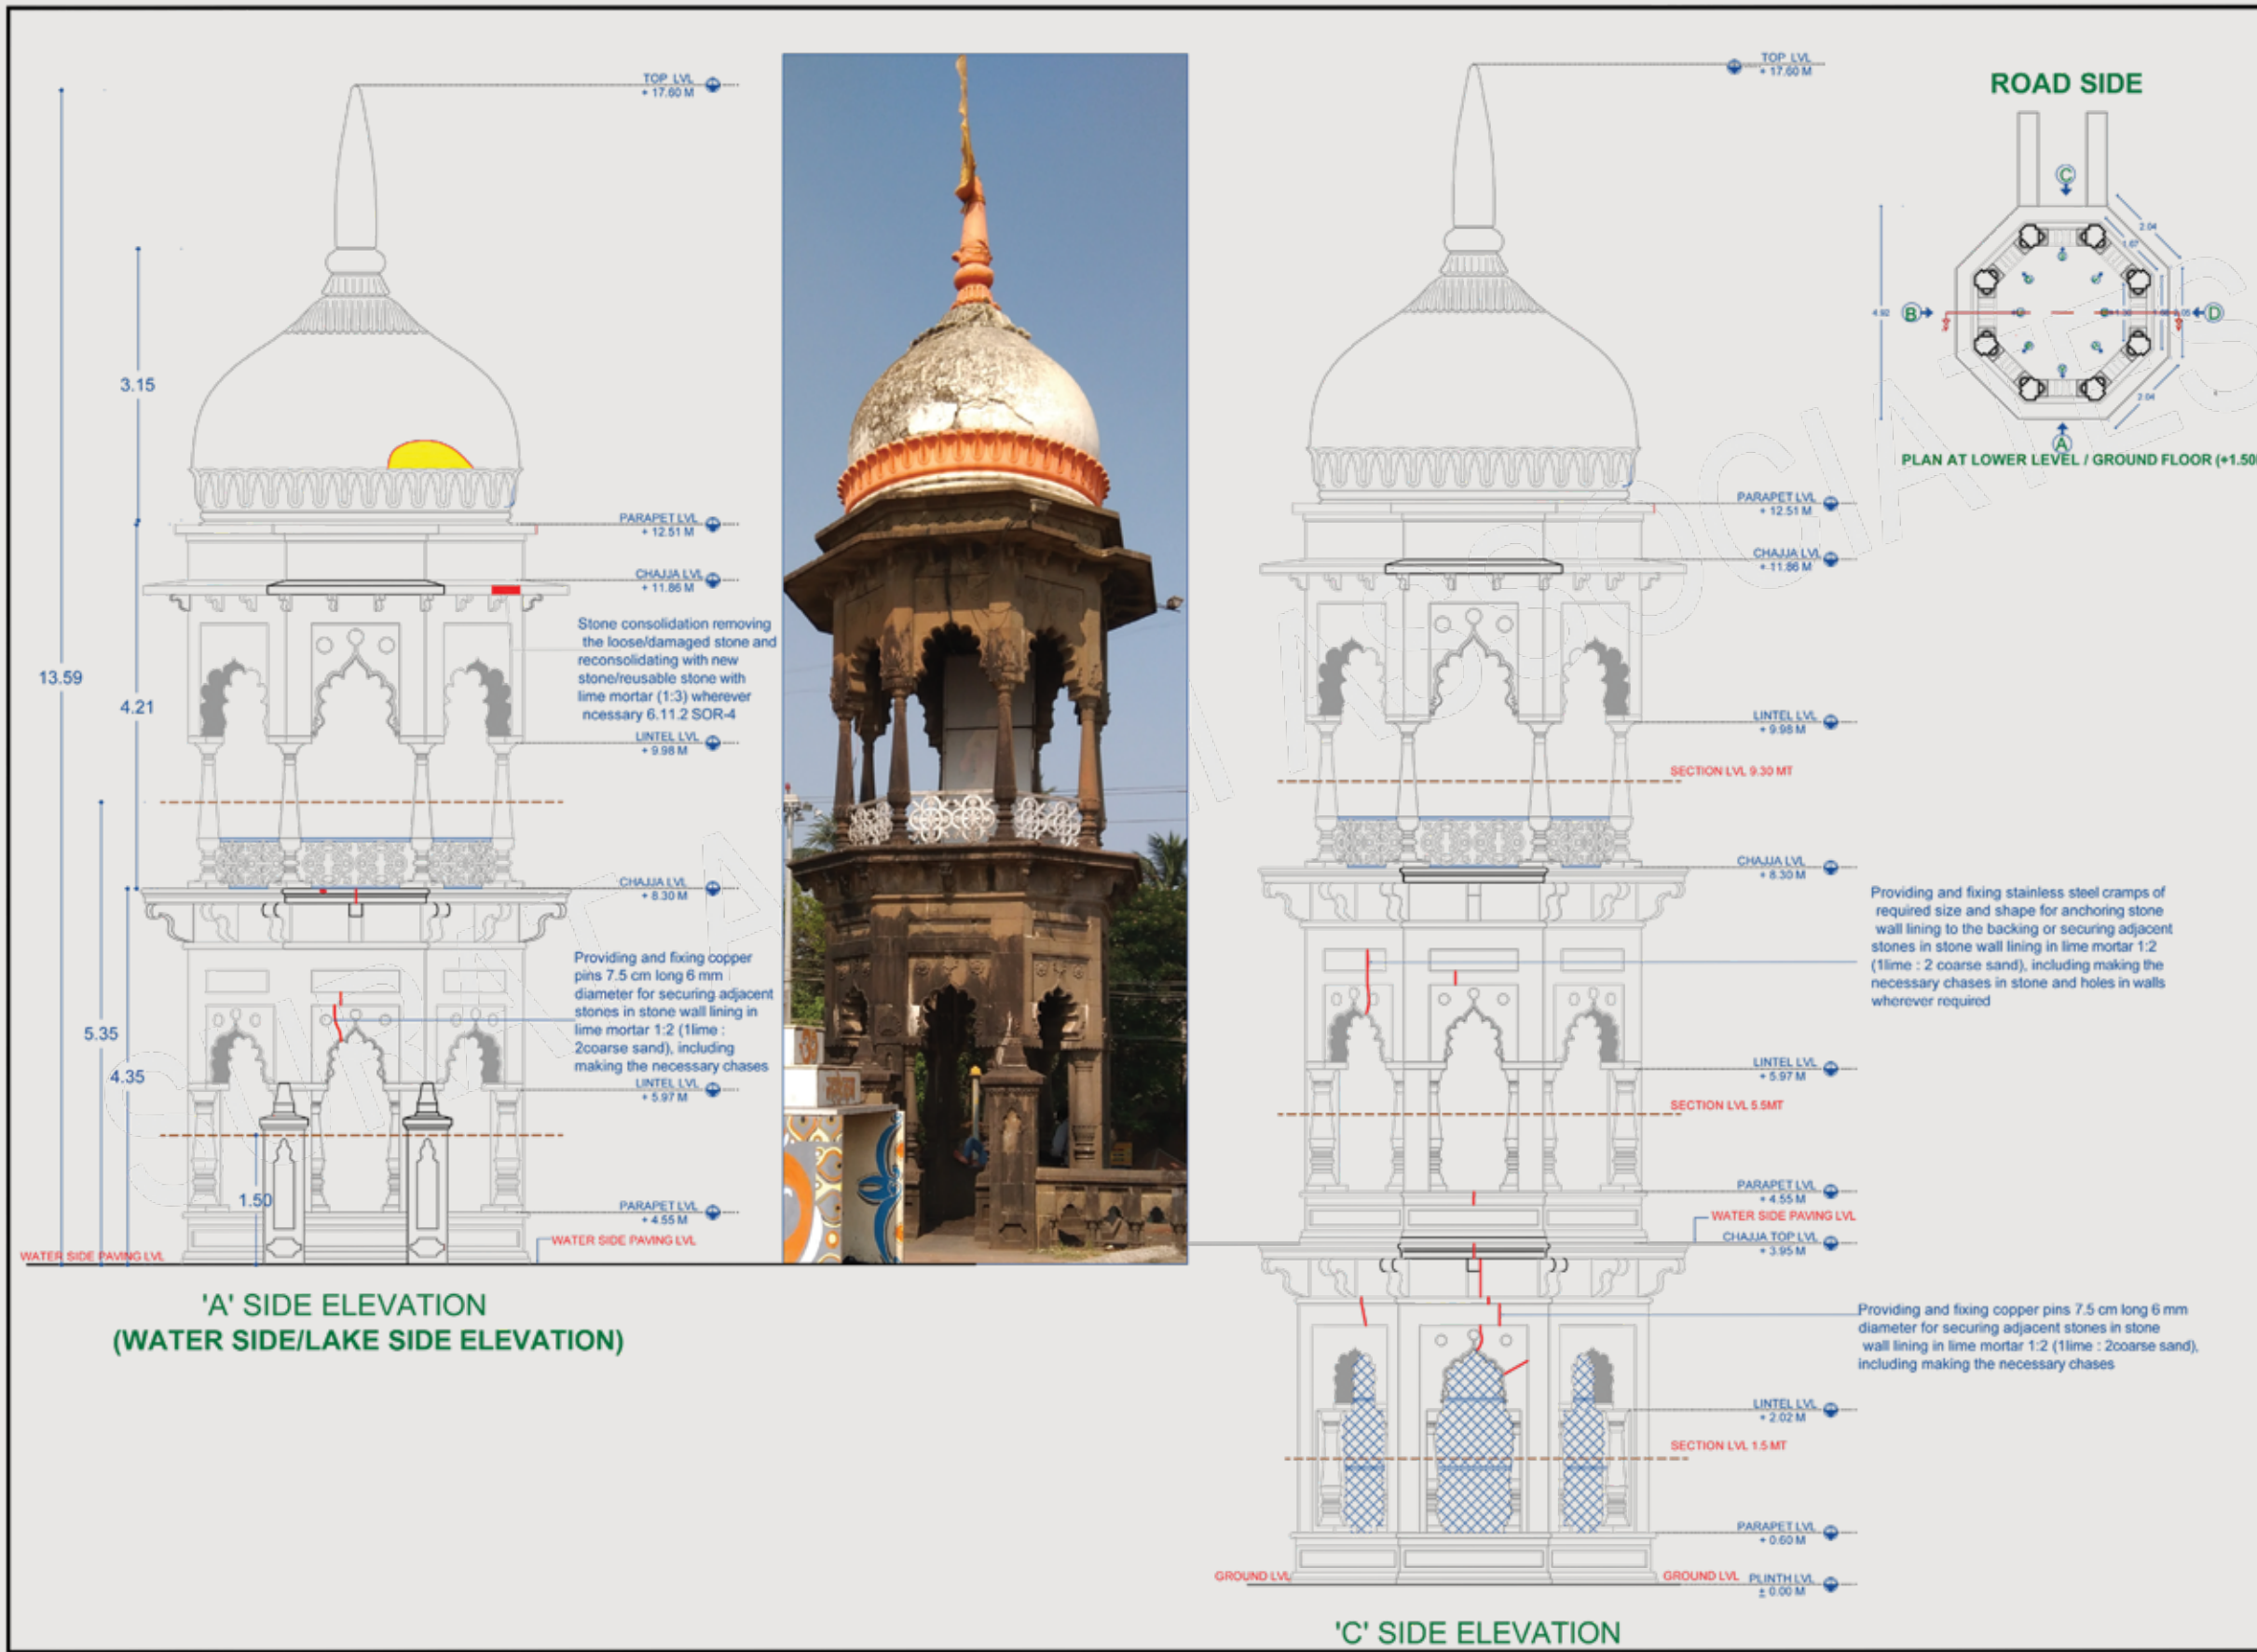 TOP LVL
+ 17.60 M
3.15
PARAPET LVL
+ 12.51 M
CHAJJA LVL
+ 11.86 M
Stone consolidation removing
the loose/damaged stone and
reconsolidating with new
stone/reusable stone with
lime mortar (1:3) wherever
ncessary 6.11.2 SOR-4
13.59
4.21
LINTEL LVL
+ 9.98 M
CHAJJA LVL
+ 8.30 M
Providing and fixing copper
pins 7.5 cm long 6 mm
diameter for securing adjacent
stones in stone wall lining in
lime mortar 1:2 (1lime :
2coarse sand), including
making the necessary chases
5.35
4.35
LINTEL LVL
+ 5.97 M
1.50
PARAPET LVL
+ 4.55 M
WATER SIDE PAVING LVL
WATER SIDE PAVING LVL
'A' SIDE ELEVATION
(WATER SIDE/LAKE SIDE ELEVATION)
TOP LVL
+ 17.60 M
PARAPET LVL
+ 12.51 M
CHAJJA LVL
+ 11.86 M
LINTEL LVL
+ 9.98 M
SECTION LVL 9.30 MT
CHAJJA LVL
+ 8.30 M
Providing and fixing stainless steel cramps of
required size and shape for anchoring stone
wall lining to the backing or securing adjacent
stones in stone wall lining in lime mortar 1:2
(1lime : 2 coarse sand), including making the
necessary chases in stone and holes in walls
wherever required
LINTEL LVL
+ 5.97 M
SECTION LVL 5.5MT
PARAPET LVL
+ 4.55 M
WATER SIDE PAVING LVL
CHAJJA TOP LVL
+ 3.95 M
Providing and fixing copper pins 7.5 cm long 6 mm
diameter for securing adjacent stones in stone
wall lining in lime mortar 1:2 (1lime : 2coarse sand),
including making the necessary chases
LINTEL LVL
+ 2.02 M
SECTION LVL 1.5 MT
PARAPET LVL
+ 0.60 M
GROUND LVL
GROUND LVL
PLINTH LVL
± 0.00 M
'C' SIDE ELEVATION
ROAD SIDE
C
2.04
1.67
4.92
B
D
2.04
A
PLAN AT LOWER LEVEL / GROUND FLOOR (+1.50